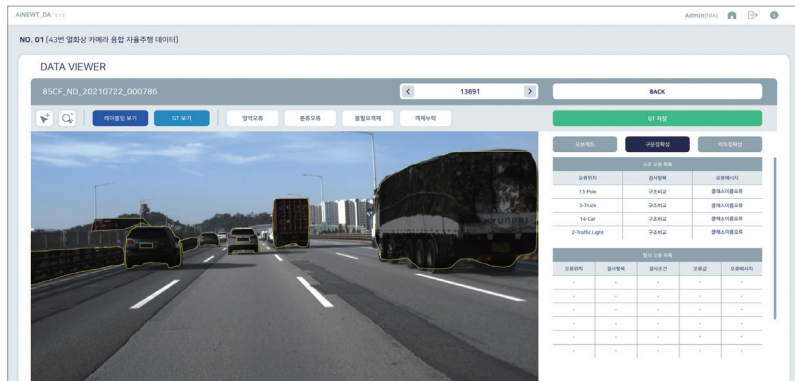 AINEWT_DA
Admin(NIA)
NO. 01 [43번 열화상 카메라 융합 자율주행 데이터]
DATA VIEWER
85CF_ND_20210722_000786
< 13691 >
BACK
레이블링 보기 GT 보기 영역오류 분류오류 불필요객체 객체누락
GT 저장
오브젝트 구문정확성 의미정확성
구조 오류 목록
오류위치 검사항목 오류메시지
13-Pole 구조비교 클래스이름오류
3-Truck 구조비교 클래스이름오류
14-Car 구조비교 클래스이름오류
2-Traffic Light 구조비교 클래스이름오류
형식 오류 목록
오류위치 검사항목 검사조건 오류값 오류메시지
- - - - -
- - - - -
- - - - -
- - - - -
- - - - -
- - - - -
HYUNDAI